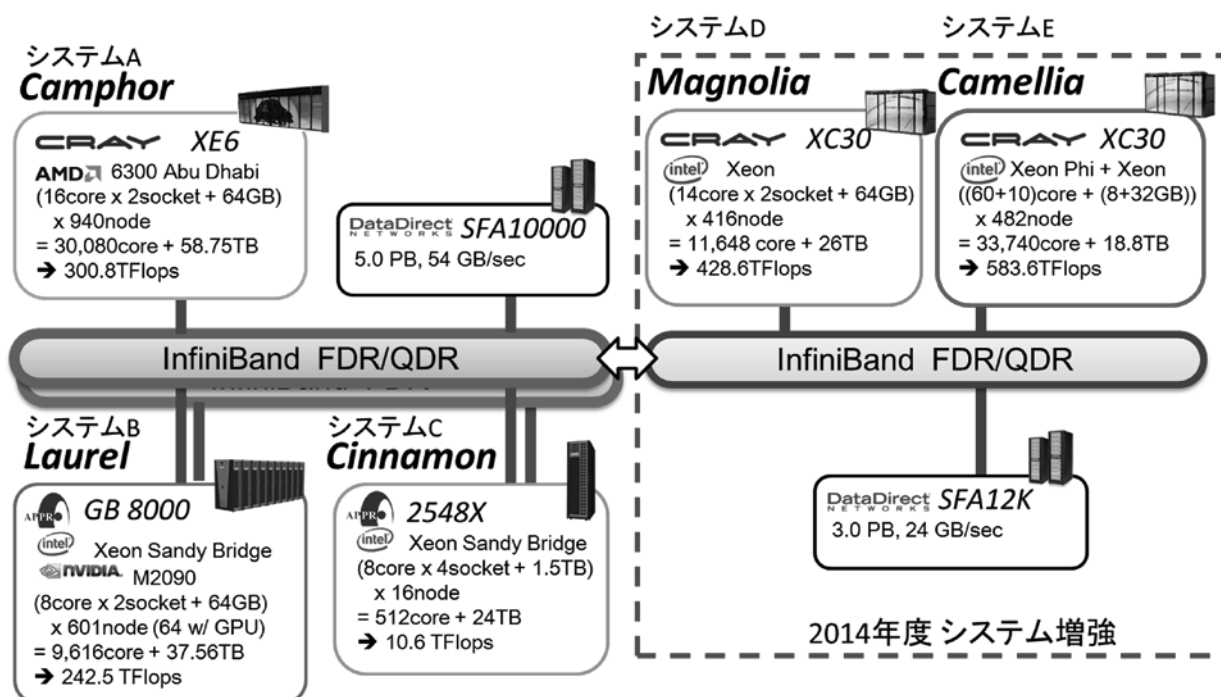 システムA
Camphor
CRAY XE6
AMD 6300 Abu Dhabi
(16core x 2socket + 64GB)
x 940node
= 30,080core + 58.75TB
➔ 300.8TFlops
DataDirect NETWORKS SFA10000
5.0 PB, 54 GB/sec
システムD
Magnolia
CRAY XC30
intel Xeon
(14core x 2socket + 64GB)
x 416node
= 11,648 core + 26TB
➔ 428.6TFlops
システムE
Camellia
CRAY XC30
intel Xeon Phi + Xeon
((60+10)core + (8+32GB))
x 482node
= 33,740core + 18.8TB
➔ 583.6TFlops
InfiniBand FDR/QDR
InfiniBand FDR/QDR
システムB
Laurel
APPRO GB 8000
intel Xeon Sandy Bridge
NVIDIA. M2090
(8core x 2socket + 64GB)
x 601node (64 w/ GPU)
= 9,616core + 37.56TB
➔ 242.5 TFlops
システムC
Cinnamon
APPRO 2548X
intel Xeon Sandy Bridge
(8core x 4socket + 1.5TB)
x 16node
= 512core + 24TB
➔ 10.6 TFlops
DataDirect NETWORKS SFA12K
3.0 PB, 24 GB/sec
2014年度 システム増強